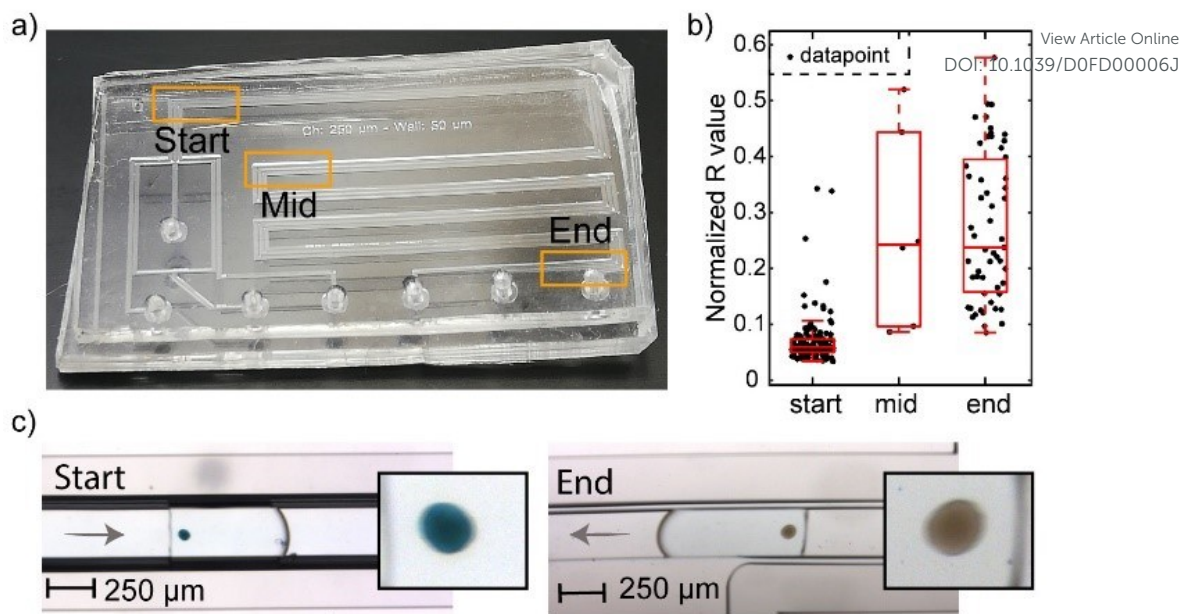 a)
Start
Ch: 250 µm - Well: 50 µm
Mid
End
b)
View Article Online
DOI: 10.1039/D0FD00006J
datapoint
Normalized R value
0.6
0.5
0.4
0.3
0.2
0.1
0
start mid end
c)
Start
250 µm
End
250 µm